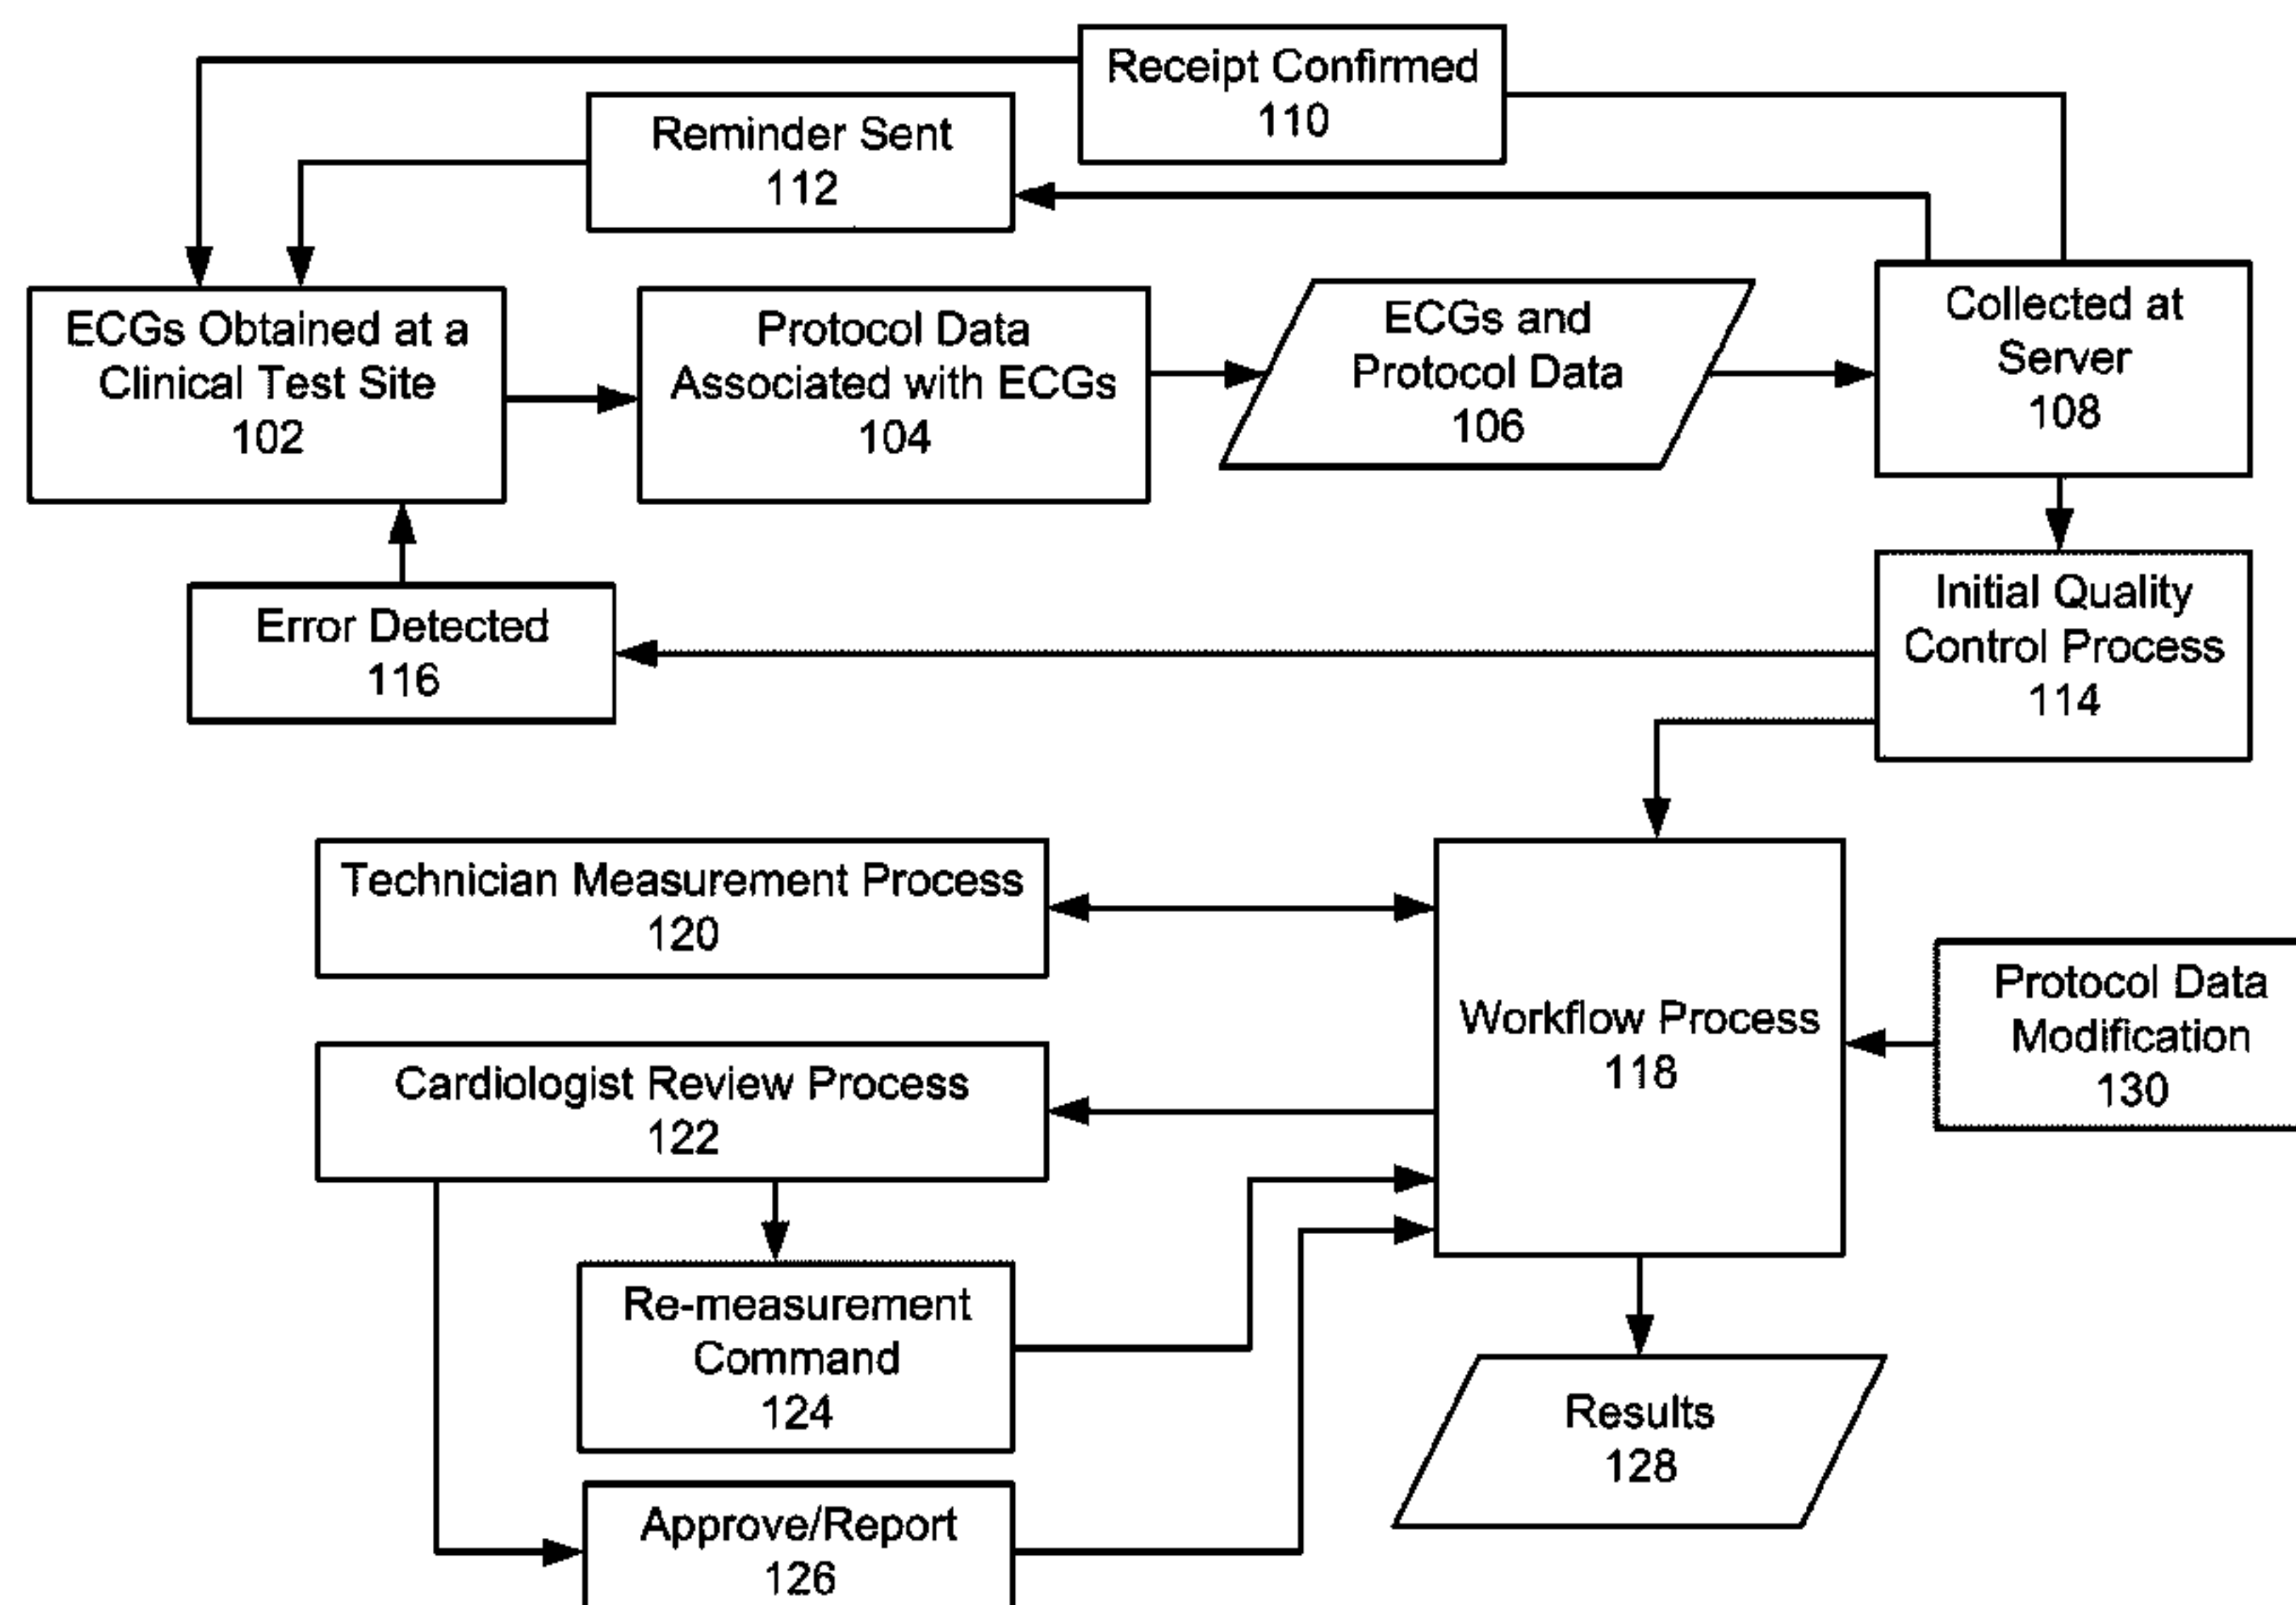 Receipt Confirmed
110
Reminder Sent
112
ECGs Obtained at a
Clinical Test Site
102
Protocol Data
Associated with ECGs
104
ECGs and
Protocol Data
106
Collected at
Server
108
Initial Quality
Control Process
114
Error Detected
116
Technician Measurement Process
120
Workflow Process
118
Protocol Data
Modification
130
Cardiologist Review Process
122
Re-measurement
Command
124
Results
128
Approve/Report
126